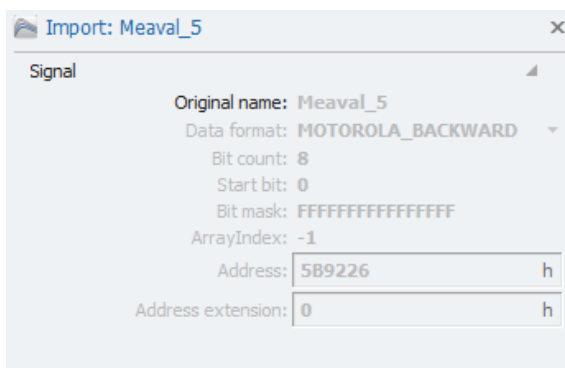 Import: Meaval_5
Signal
Original name: Meaval_5
Data format: MOTOROLA_BACKWARD
Bit count: 8
Start bit: 0
Bit mask: FFFFFFFFFFFFFFFF
ArrayIndex: -1
Address: 5B9226 h
Address extension: 0 h